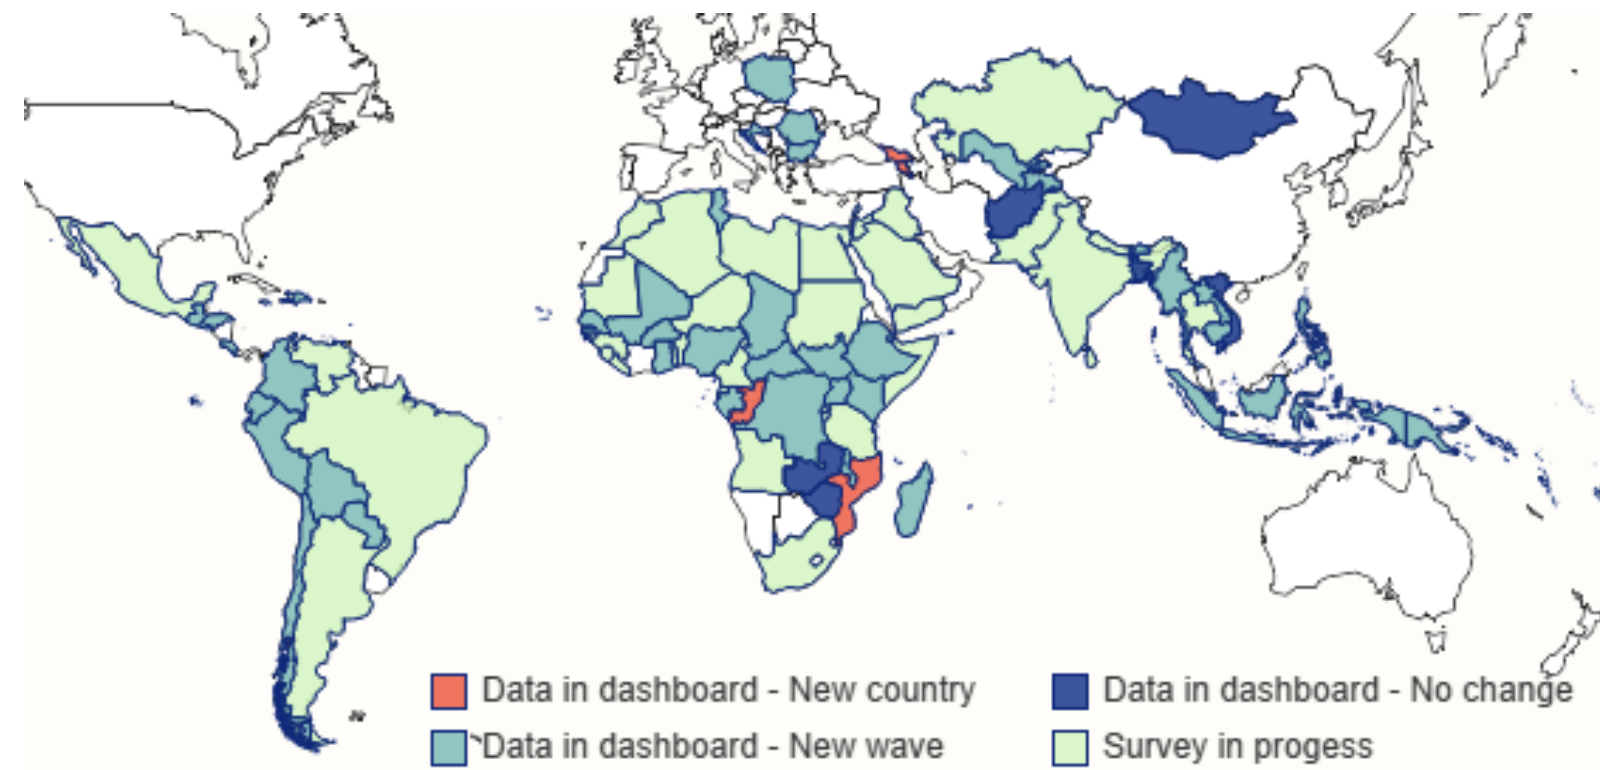 Data in dashboard - New country
Data in dashboard - No change
Data in dashboard - New wave
Survey in progess